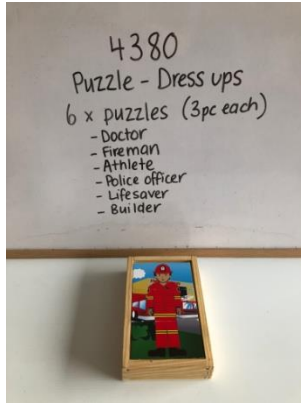 4380
Puzzle - Dress ups
6 x puzzles (3pc each)
- Doctor
- Fireman
- Athlete
- Police officer
- Lifesaver
- Builder